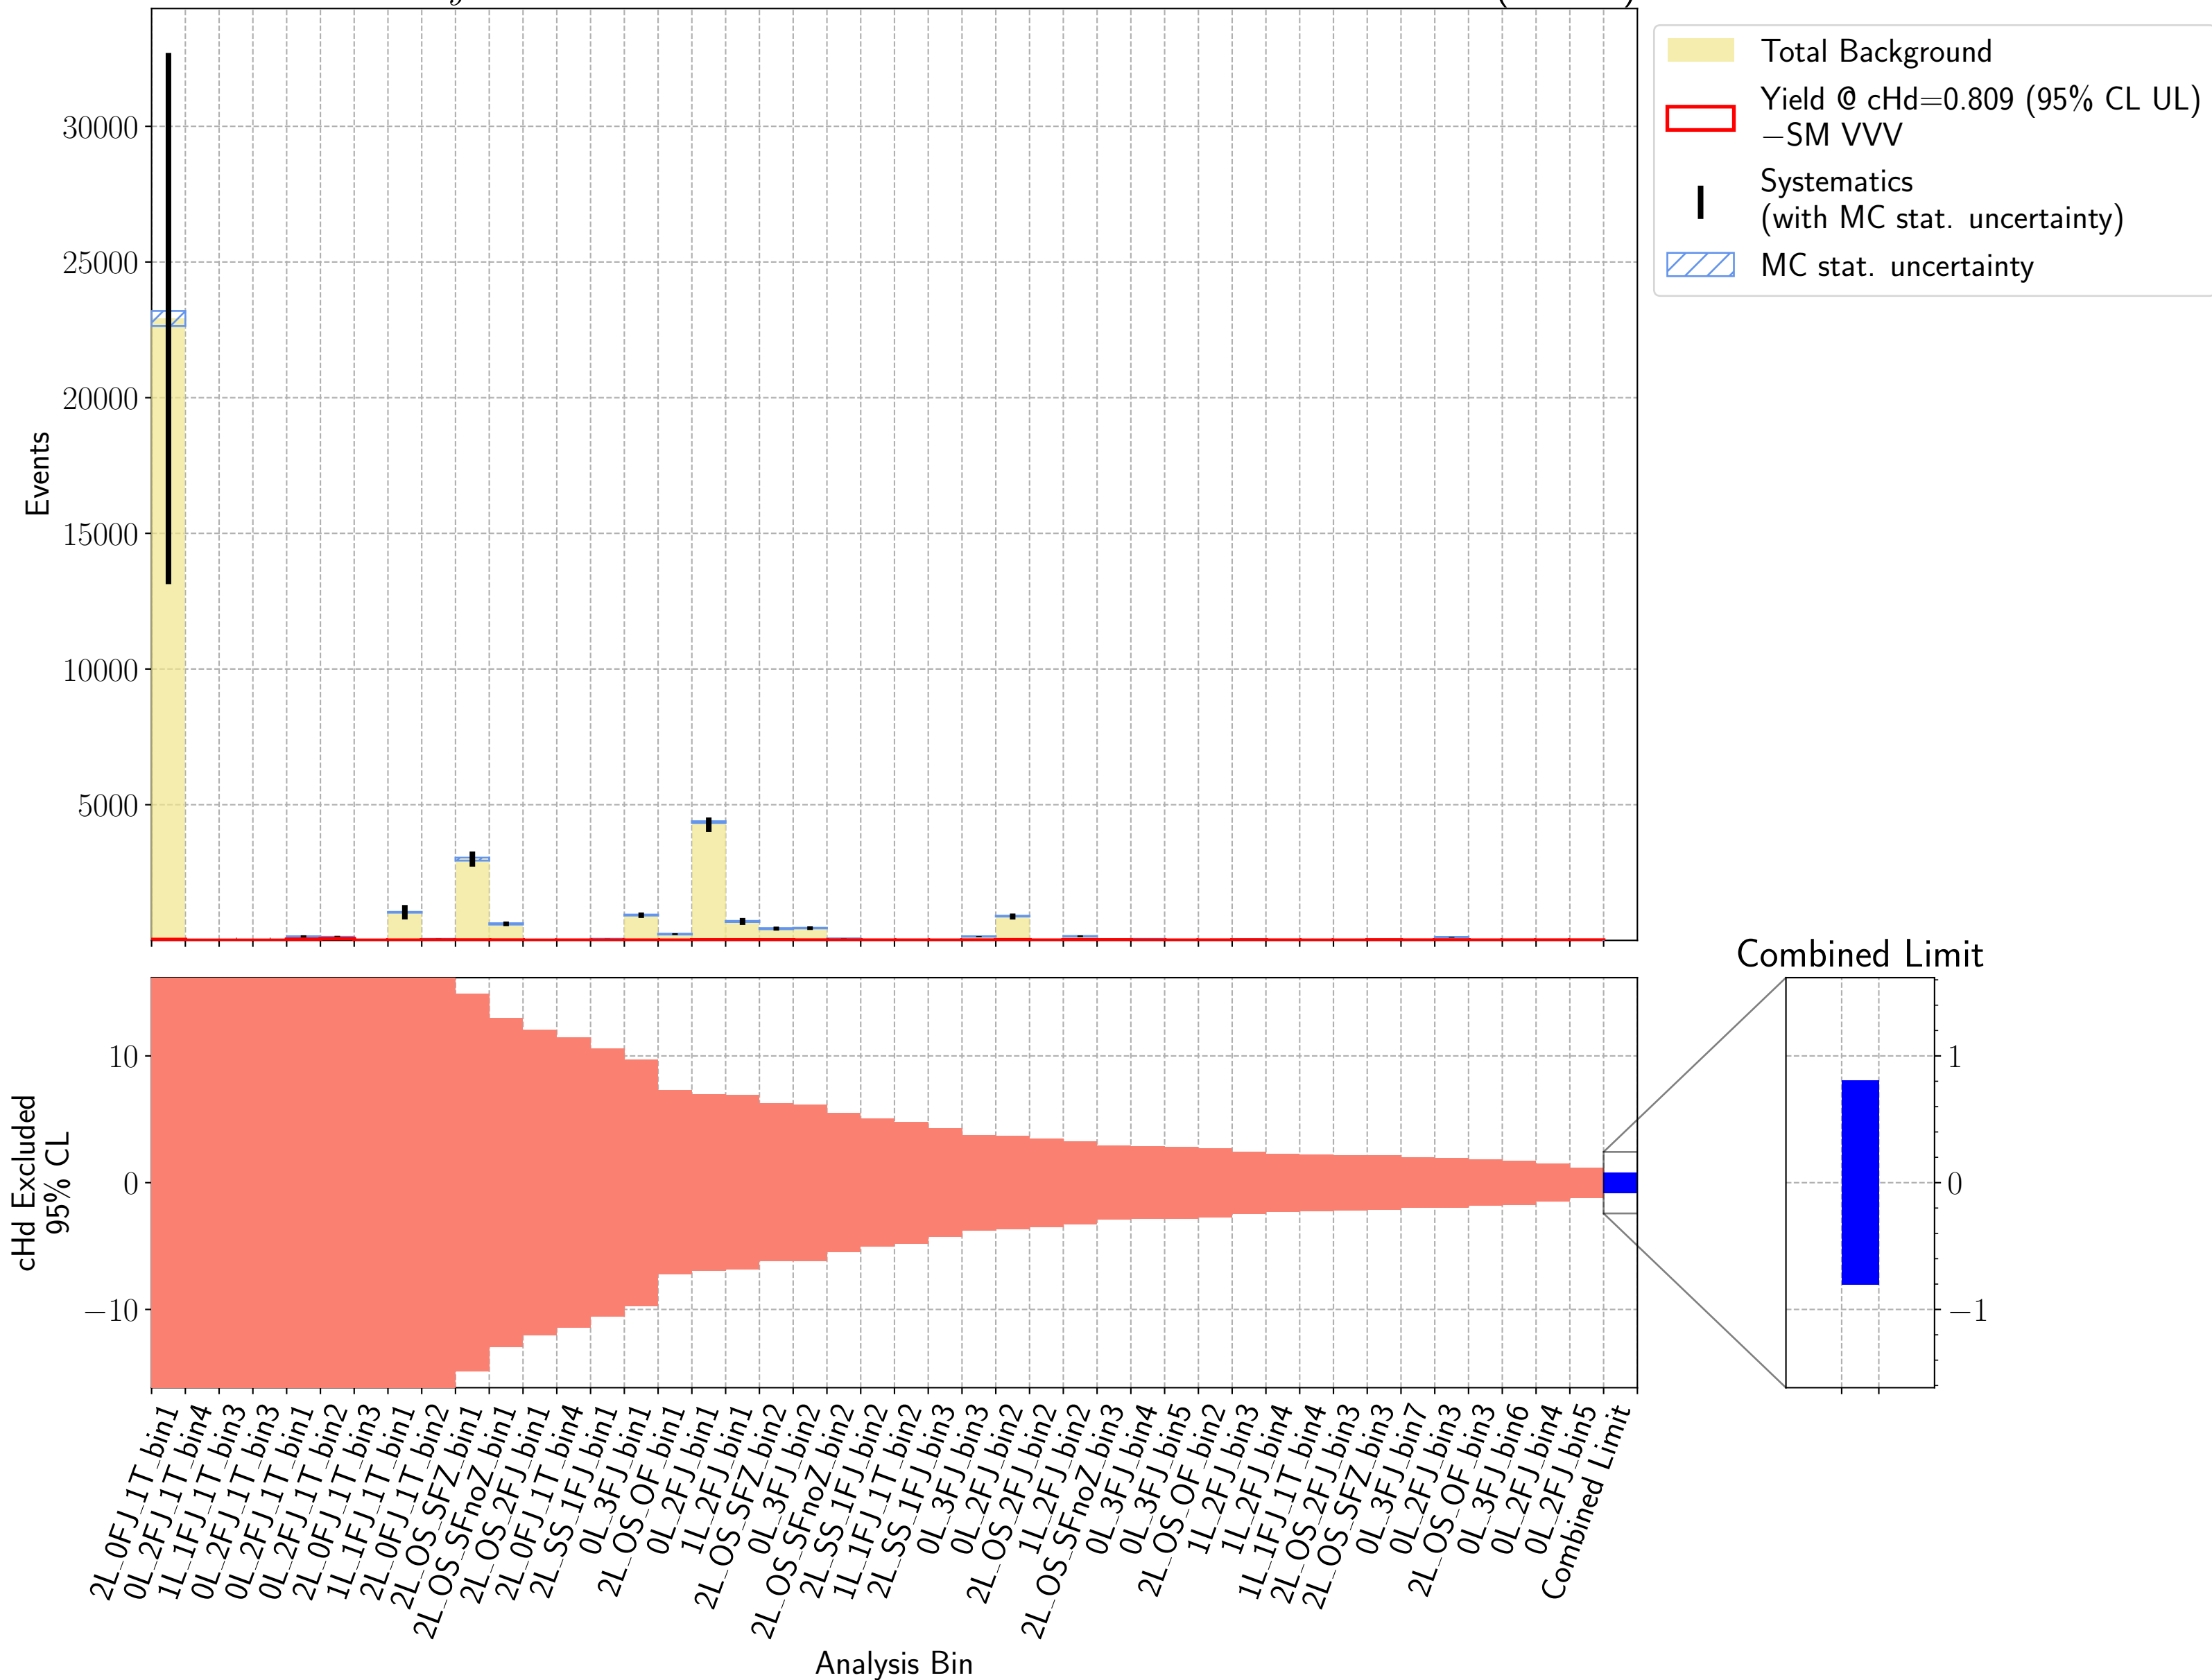 Total Background
Yield @ cHd=0.809 (95% CL UL)
−SM VVV
Systematics
(with MC stat. uncertainty)
MC stat. uncertainty
Events
30000
25000
20000
15000
10000
5000
Combined Limit
cHd Excluded
95% CL
10
0
−10
1
0
−1
2L_0FJ_1T_bin1
0L_2FJ_1T_bin4
1L_1FJ_1T_bin3
0L_2FJ_1T_bin3
0L_2FJ_1T_bin1
0L_2FJ_1T_bin2
0L_2FJ_1T_bin3
2L_0FJ_1T_bin1
1L_1FJ_1T_bin2
2L_0FJ_SFZ_bin1
2L_OS_SFnoZ_bin1
2L_OS_2FJ_bin1
2L_0FJ_1T_bin4
2L_SS_1FJ_bin1
0L_3FJ_bin1
2L_OS_OF_bin1
0L_2FJ_bin1
1L_2FJ_bin1
2L_OS_SFZ_bin2
0L_3FJ_bin2
2L_OS_SFnoZ_bin2
2L_SS_1FJ_bin2
1L_1FJ_1T_bin2
2L_SS_1FJ_bin3
0L_3FJ_bin3
0L_2FJ_bin2
2L_OS_2FJ_bin2
1L_2FJ_bin2
2L_OS_SFnoZ_bin3
0L_3FJ_bin4
0L_3FJ_bin5
2L_OS_OF_bin2
1L_2FJ_bin3
1L_2FJ_bin4
1L_1FJ_1T_bin4
2L_OS_2FJ_bin3
2L_OS_SFZ_bin3
0L_3FJ_bin7
0L_2FJ_bin3
2L_OS_OF_bin3
0L_3FJ_bin6
0L_2FJ_bin4
0L_2FJ_bin5
Combined Limit
Analysis Bin